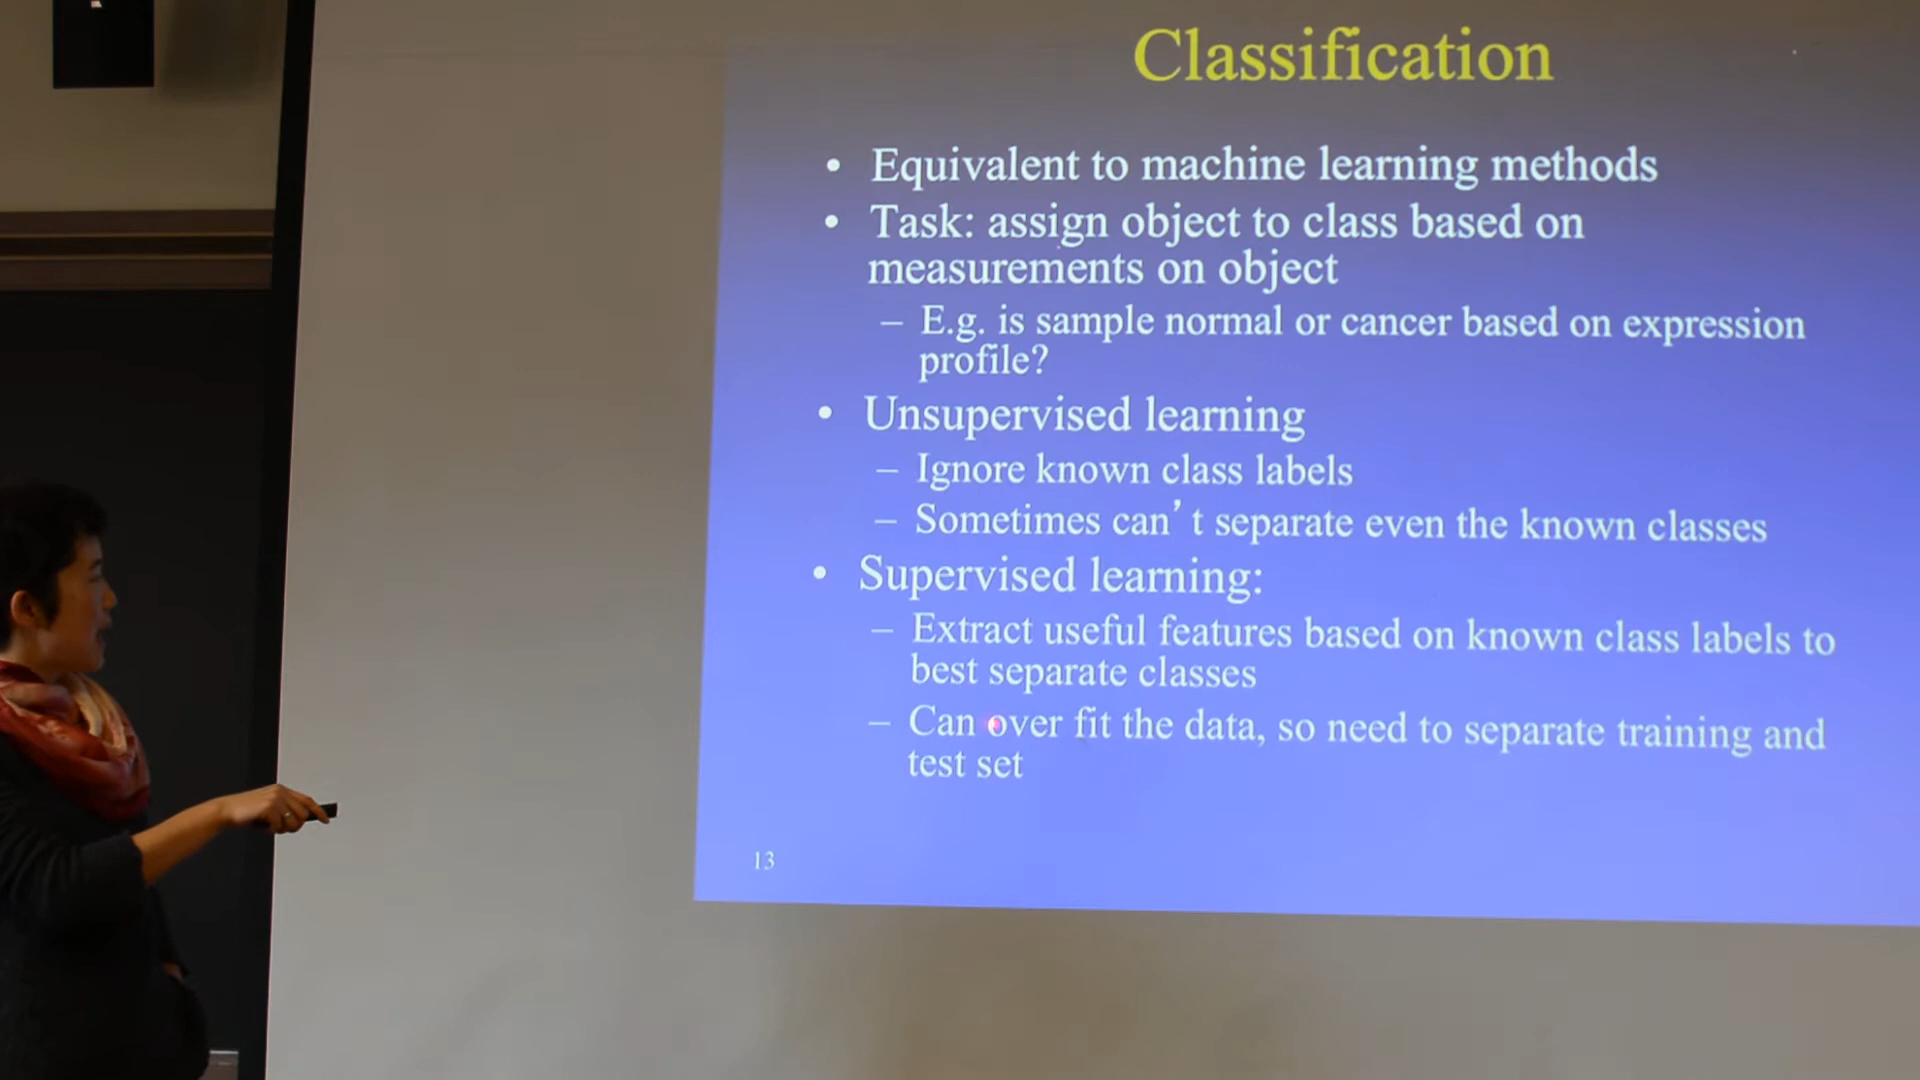 Classification
• Equivalent to machine learning methods
• Task: assign object to class based on
measurements on object
– E.g. is sample normal or cancer based on expression
profile?
• Unsupervised learning
– Ignore known class labels
– Sometimes can't separate even the known classes
• Supervised learning:
– Extract useful features based on known class labels to
best separate classes
– Can over fit the data, so need to separate training and
test set
13